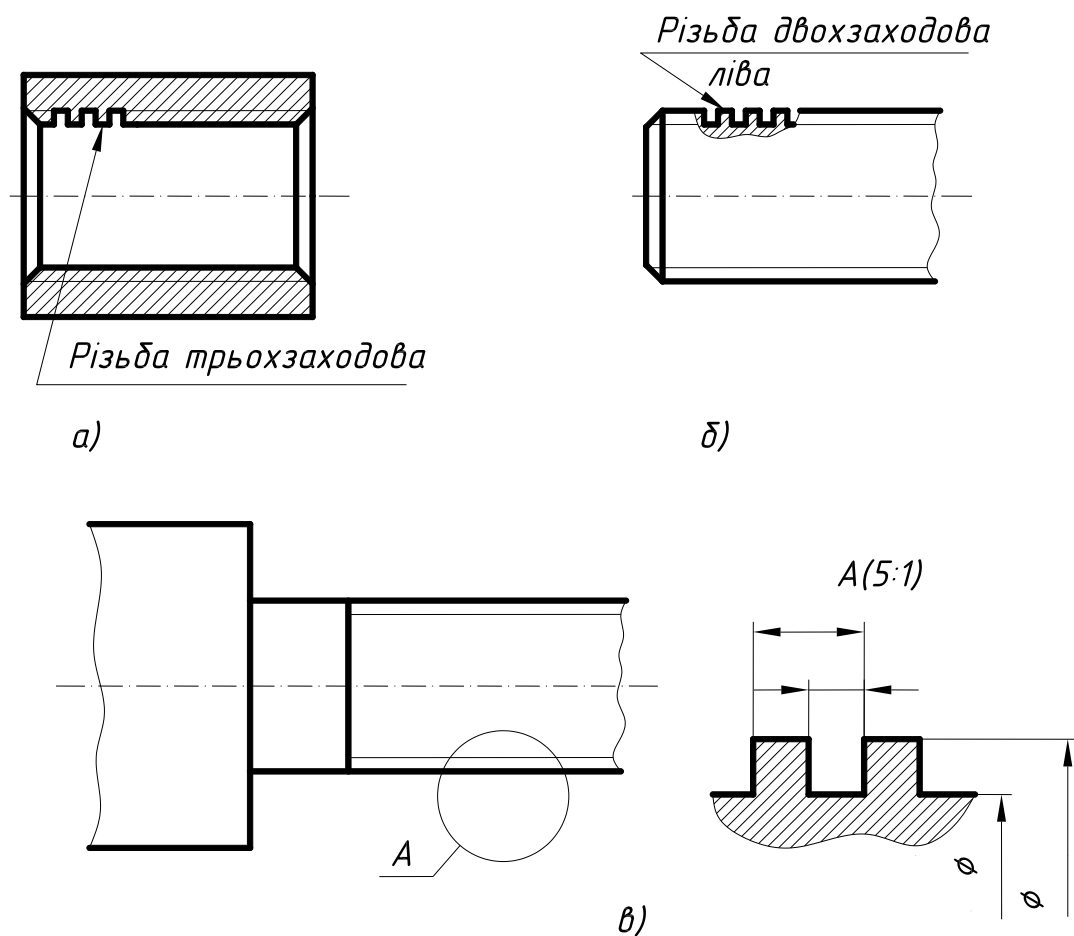 Різьба двохзаходова
ліва
Різьба трьохзаходова
а)
б)
А(5:1)
А
ϕ
ϕ
в)